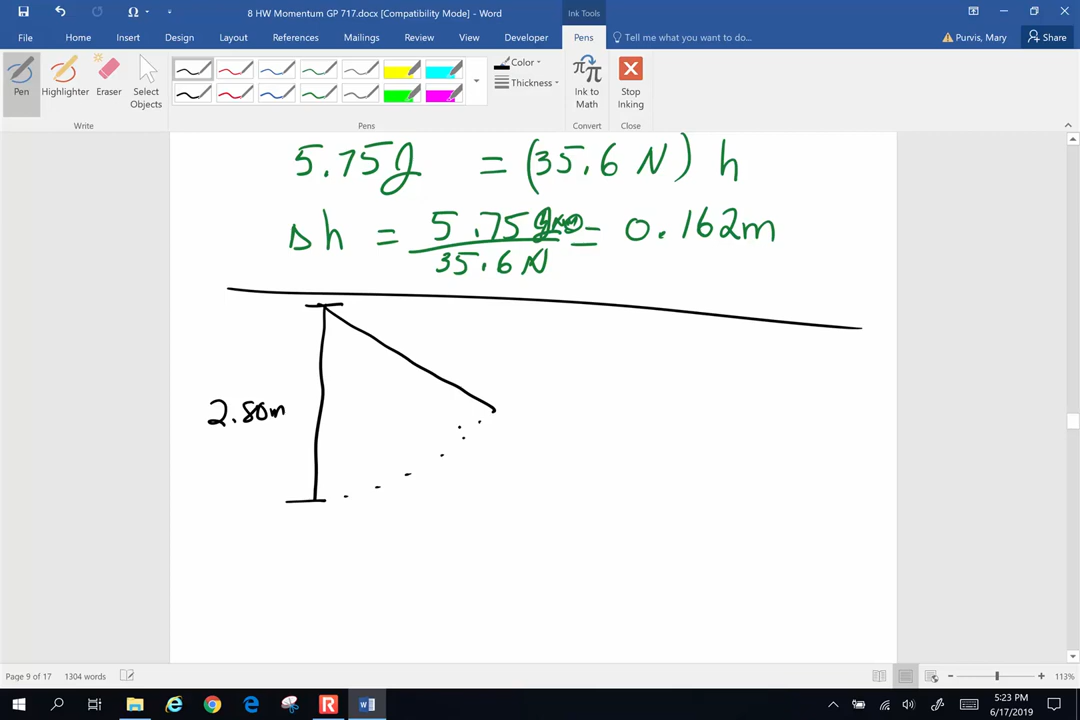 8 HW Momentum GP 717.docx [Compatibility Mode] - Word
Ink Tools
File Home Insert Design Layout References Mailings Review View Developer Pens Tell me what you want to do...
Purvis, Mary
Share
Pen
Highlighter
Eraser
Select Objects
Color
Thickness
Ink to Math
Stop Inking
Write
Pens
Convert
Close
5.75J = (35.6 N) h
Δh = 5.75
35.6 N
= 0.162m
2.80m
Page 9 of 17 1304 words
113%
5:23 PM
6/17/2019